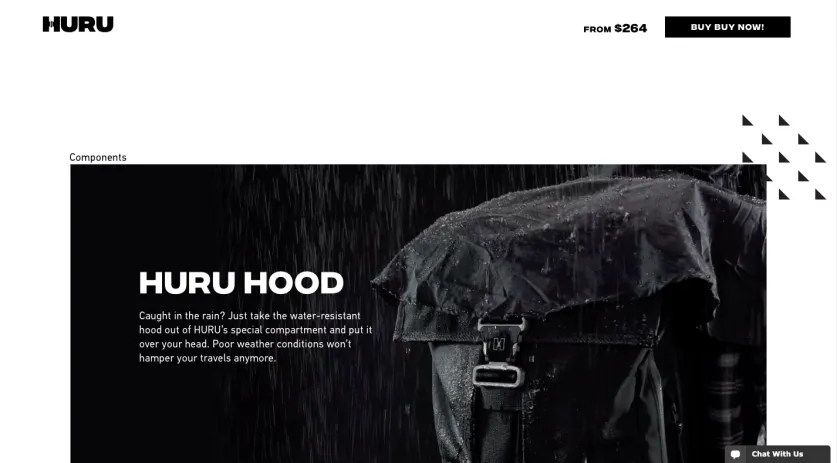 HURU
FROM $264
BUY BUY NOW!
Components
HURU HOOD
Caught in the rain? Just take the water-resistant
hood out of HURU's special compartment and put it
over your head. Poor weather conditions won't
hamper your travels anymore.
Chat With Us